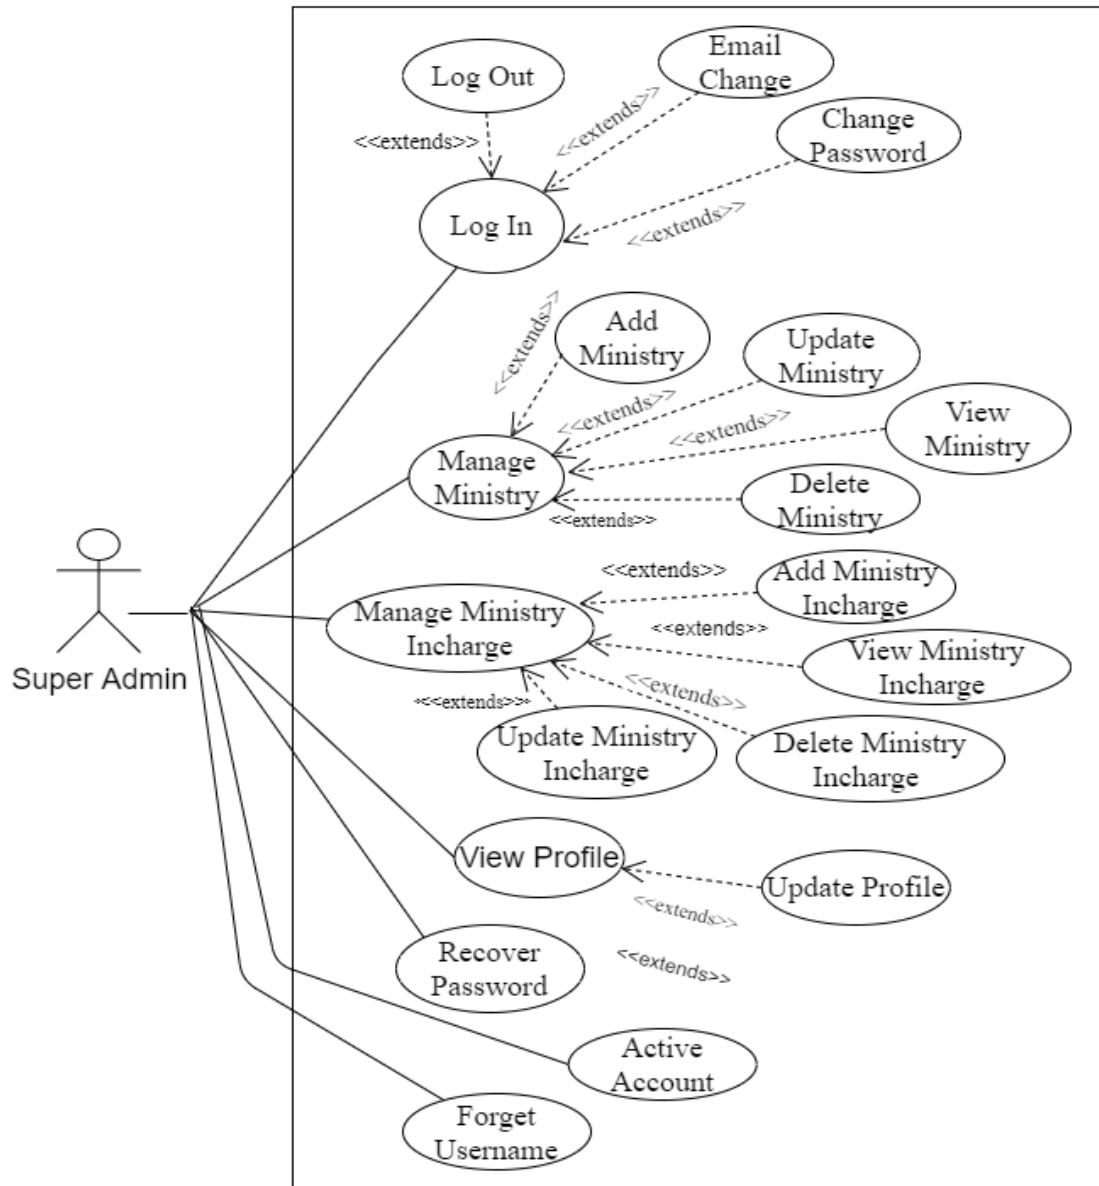 Log Out
Email
Change
<<extends>>
<<extends>>
Change
Password
Log In
<<extends>>
<<extends>>
Add
Ministry
Update
Ministry
<<extends>>
View
Ministry
<<extends>>
Manage
Ministry
Delete
Ministry
<<extends>>
<<extends>>
Add Ministry
Incharge
Manage Ministry
Incharge
<<extends>>
View Ministry
Incharge
<<extends>>
<<extends>>
Super Admin
Update Ministry
Incharge
Delete Ministry
Incharge
View Profile
Update Profile
<<extends>>
Recover
Password
<<extends>>
Active
Account
Forget
Username